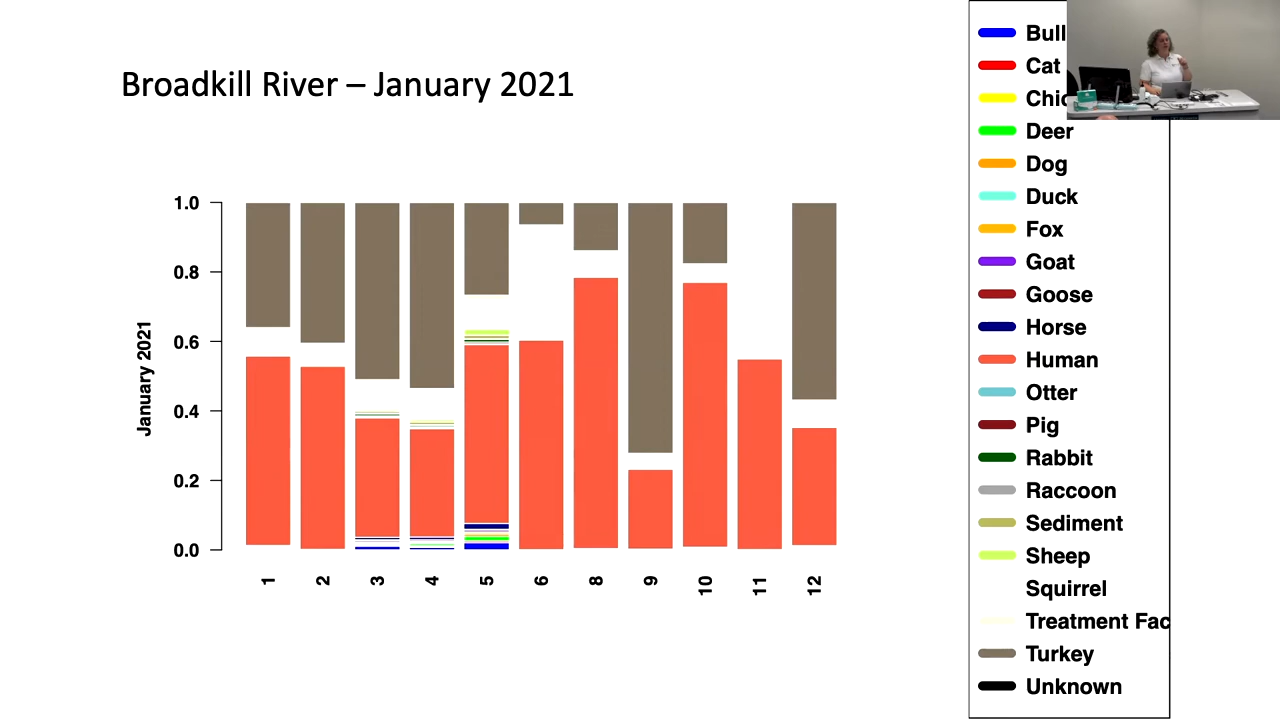 Broadkill River – January 2021
January 2021
1.0
0.8
0.6
0.4
0.2
0.0
1 2 3 4 5 6 8 9 10 11 12
Bull
Cat
Deer
Dog
Duck
Fox
Goat
Goose
Horse
Human
Otter
Pig
Rabbit
Raccoon
Sediment
Sheep
Squirrel
Treatment Fac
Turkey
Unknown